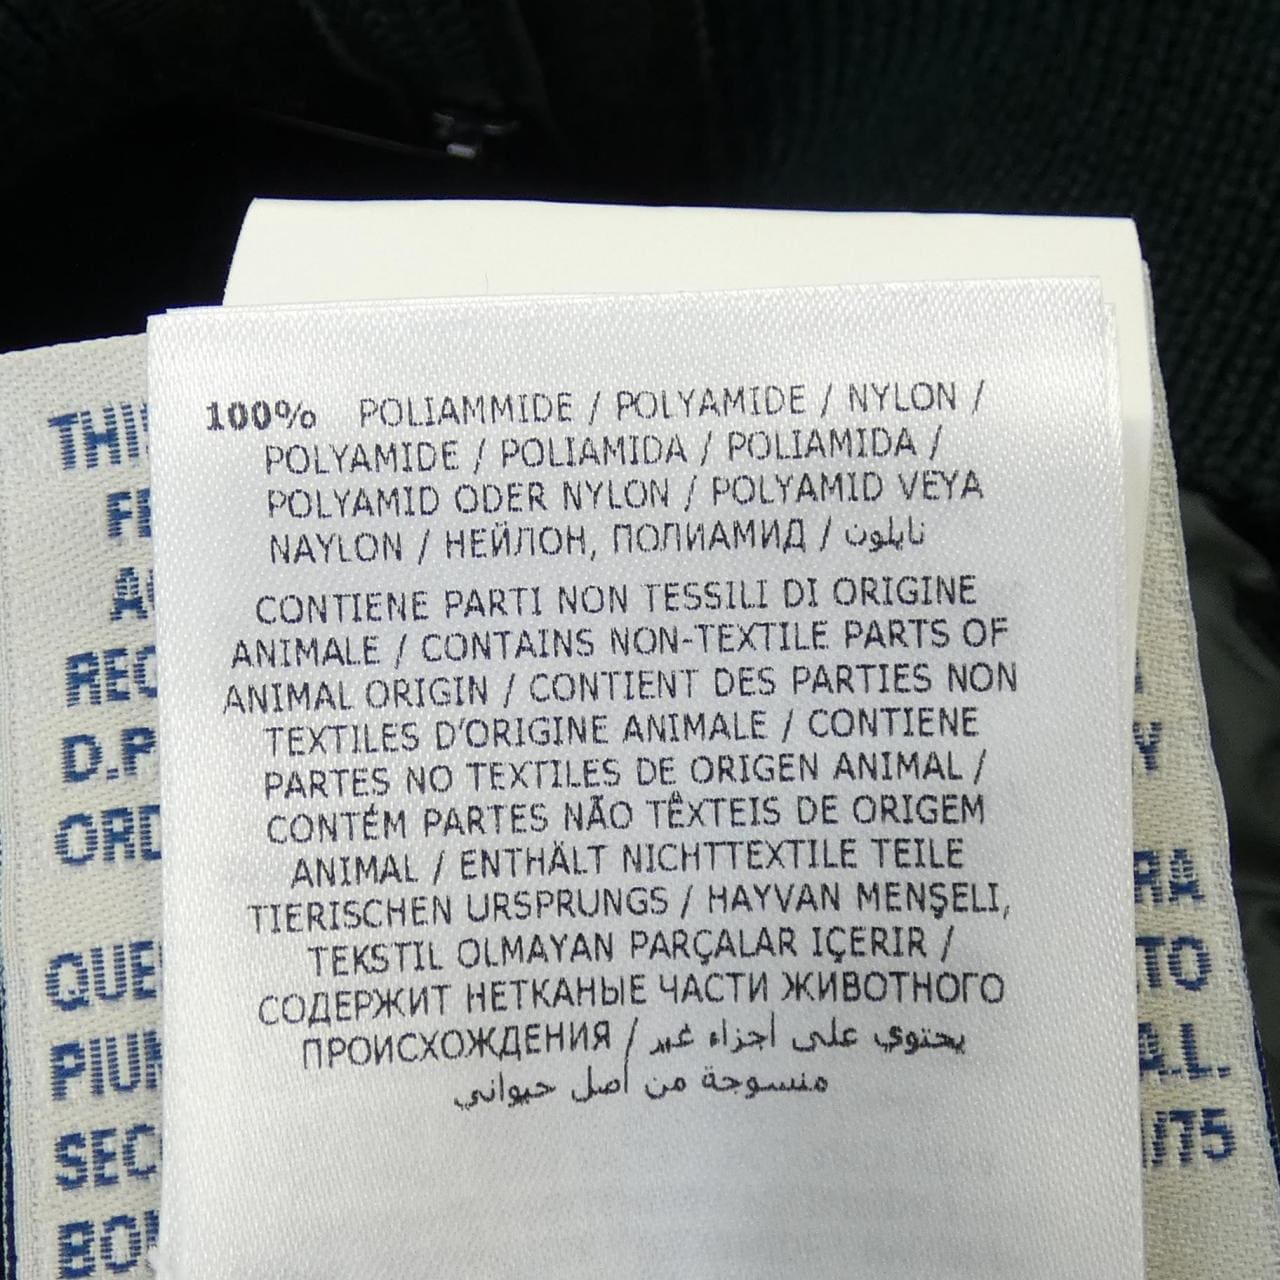 100% POLIAMMIDE / POLYAMIDE / NYLON /
POLYAMIDE / POLIAMIDA / POLIAMIDA /
POLYAMID ODER NYLON / POLYAMID VEYA
NAYLON / НЕЙЛОН, ПОЛИАМИД / نايلون
CONTIENE PARTI NON TESSILI DI ORIGINE
ANIMALE / CONTAINS NON-TEXTILE PARTS OF
ANIMAL ORIGIN / CONTIENT DES PARTIES NON
TEXTILES D'ORIGINE ANIMALE / CONTIENE
PARTES NO TEXTILES DE ORIGEN ANIMAL /
CONTÉM PARTES NÃO TÊXTEIS DE ORIGEM
ANIMAL / ENTHÄLT NICHTTEXTILE TEILE
TIERISCHEN URSPRUNGS / HAYVAN MENŞELI,
TEKSTIL OLMAYAN PARÇALAR IÇERIR /
СОДЕРЖИТ НЕТКАНЫЕ ЧАСТИ ЖИВОТНОГО
ПРОИСХОЖДЕНИЯ / يحتوي على أجزاء غير
منسوجة من أصل حيواني